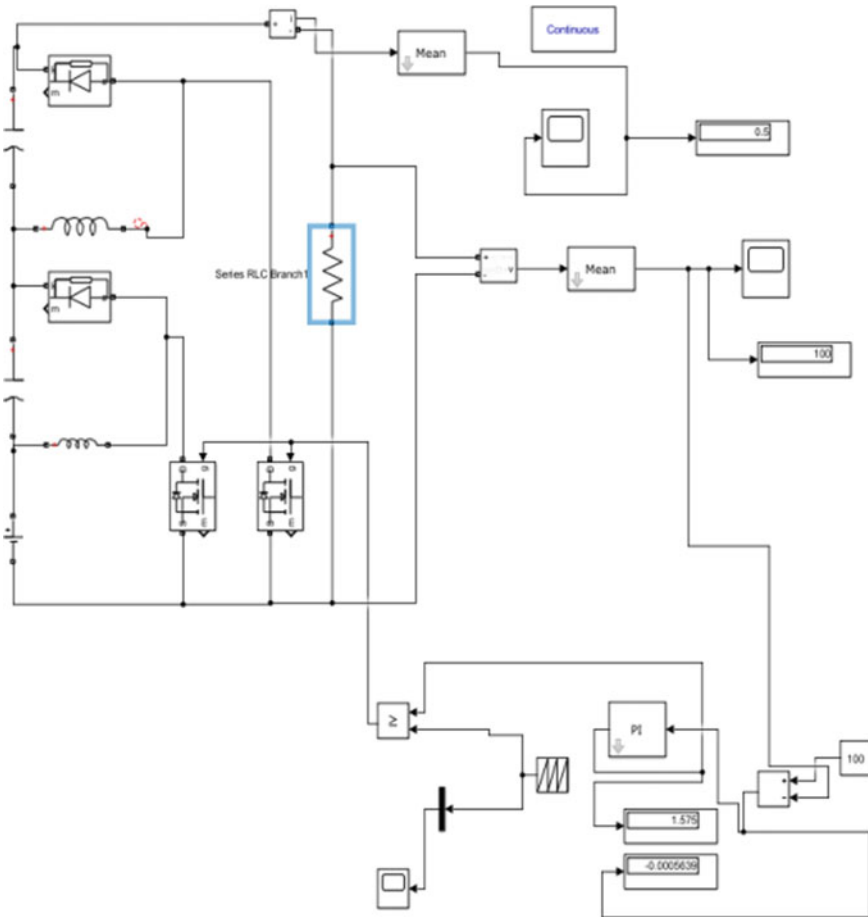 Continuous
i
+
-
Mean
0.5
m
Series RLC Branch1
+
-
v
Mean
m
100
g
g
m
m
+
≥
PI
100
+
-
1.575
-0.0005639